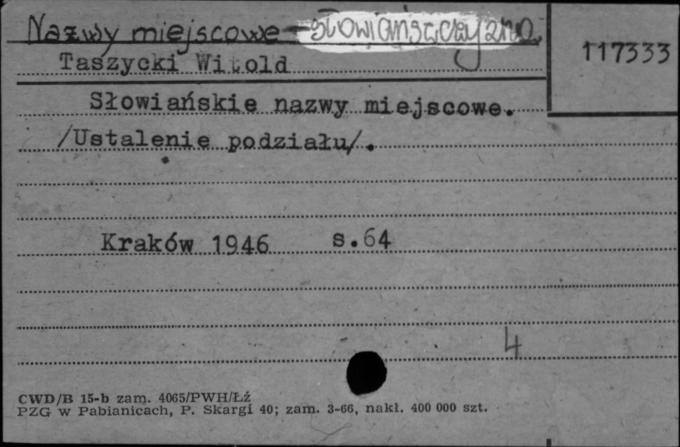 Nazwy miejscowe - słowiańszczyzna
117333
Taszycki Witold
Słowiańskie nazwy miejscowe.
/Ustalenie podziału/.
Kraków 1946 s.64
4
CWD/B 15-b zam. 4065/PWH/Łź
PZG w Pabianicach, P. Skargi 40; zam. 3-66, nakł. 400 000 szt.